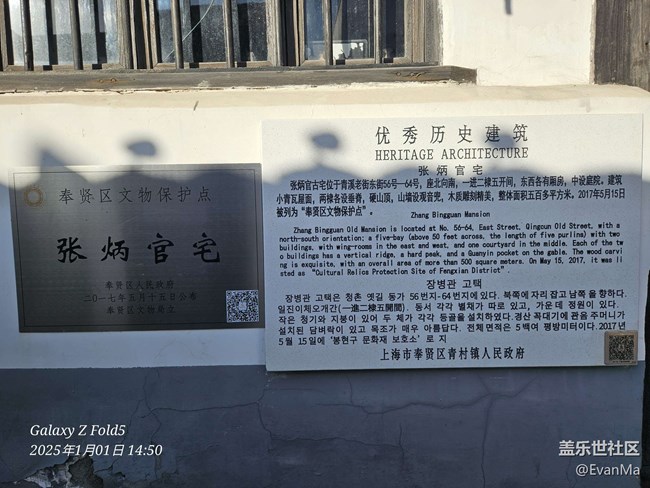 奉贤区文物保护点
张炳官宅
奉贤区人民政府
二〇一七年五月十五日公布
奉贤区文物局立
优秀历史建筑
HERITAGE ARCHITECTURE
张炳官宅
张炳官古宅位于青溪老街东街56号—64号，座北向南，一进二棣五开间，东西各有厢房，中设庭院。建筑
小青瓦屋面，两棣各设垂脊，硬山顶，山墙设观音兜，木质雕刻精美，整体面积五百多平方米。2017年5月15日
被列为“奉贤区文物保护点”。
Zhang Bingguan Mansion
Zhang Bingguan Old Mansion is located at No. 56-64, East Street, Qingcun Old Street, with a
north-south orientation; a five-bay (above 50 feet across, the length of five purlins) with two
buildings, with wing-rooms in the east and west, and one courtyard in the middle. Each of the tw
o buildings has a vertical ridge, a hard peak, and a Guanyin pocket on the gable. The wood carvi
ng is exquisite, with an overall area of more than 500 square meters. On May 15, 2017, it was li
sted as "Cultural Relics Protection Site of Fengxian District".
장병관 고택
장병관 고택은 청촌 옛길 동가 56번지-64번지에 있다. 북쪽에 자리 잡고 남쪽 을 향하다.
일진이체오개간(一進二棣五開間). 동서 각각 별채가 따로 있고, 가운데 정원이 있다.
작은 청기와 지붕이 있어 두 체가 각각 등골을 설치하였다.경산 꼭대기에 관음 주머니가
설치된 담벼락이 있고 목조가 매우 아름답다. 전체면적은 5백여 평방미터이다.2017년
5월 15일에 '봉현구 문화재 보호소'로 지
上海市奉贤区青村镇人民政府
Galaxy Z Fold5
2025年1月01日 14:50
盖乐世社区
@EvanMa